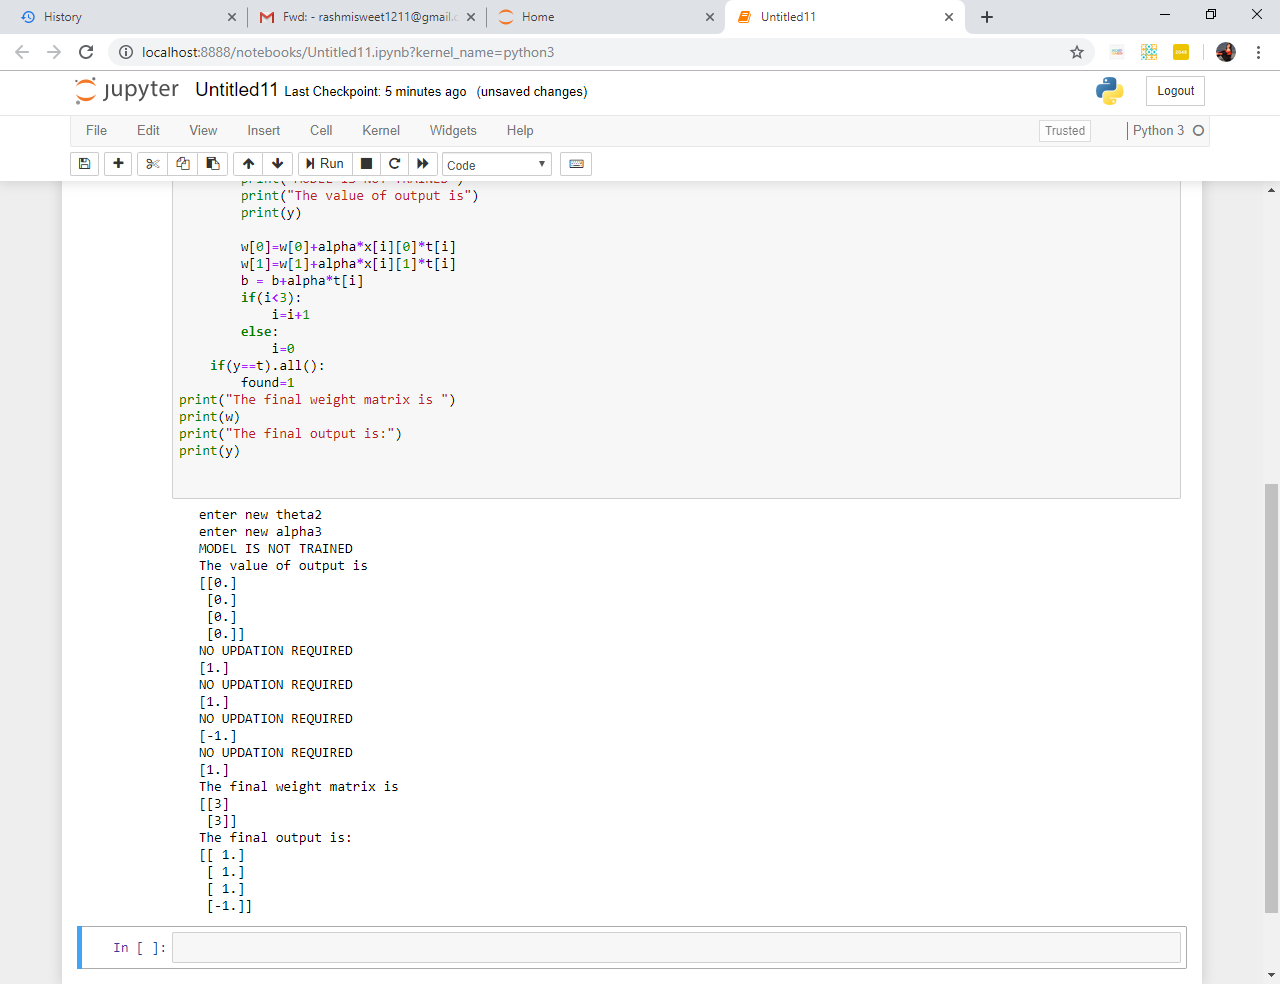 History
Fwd: - rashmisweet1211@gmail.c
Home
Untitled11
localhost:8888/notebooks/Untitled11.ipynb?kernel_name=python3
jupyter Untitled11 Last Checkpoint: 5 minutes ago (unsaved changes)
Logout
File Edit View Insert Cell Kernel Widgets Help
Trusted
Python 3
Run
Code
print("MODEL IS NOT TRAINED")
print("The value of output is")
print(y)
w[0]=w[0]+alpha*x[i][0]*t[i]
w[1]=w[1]+alpha*x[i][1]*t[i]
b = b+alpha*t[i]
if(i<3):
i=i+1
else:
i=0
if(y==t).all():
found=1
print("The final weight matrix is ")
print(w)
print("The final output is:")
print(y)
enter new theta2
enter new alpha3
MODEL IS NOT TRAINED
The value of output is
[[0.]
[0.]
[0.]
[0.]]
NO UPDATION REQUIRED
[1.]
NO UPDATION REQUIRED
[1.]
NO UPDATION REQUIRED
[-1.]
NO UPDATION REQUIRED
[1.]
The final weight matrix is
[[3]
[3]]
The final output is:
[[ 1.]
[ 1.]
[ 1.]
[-1.]]
In [ ]: